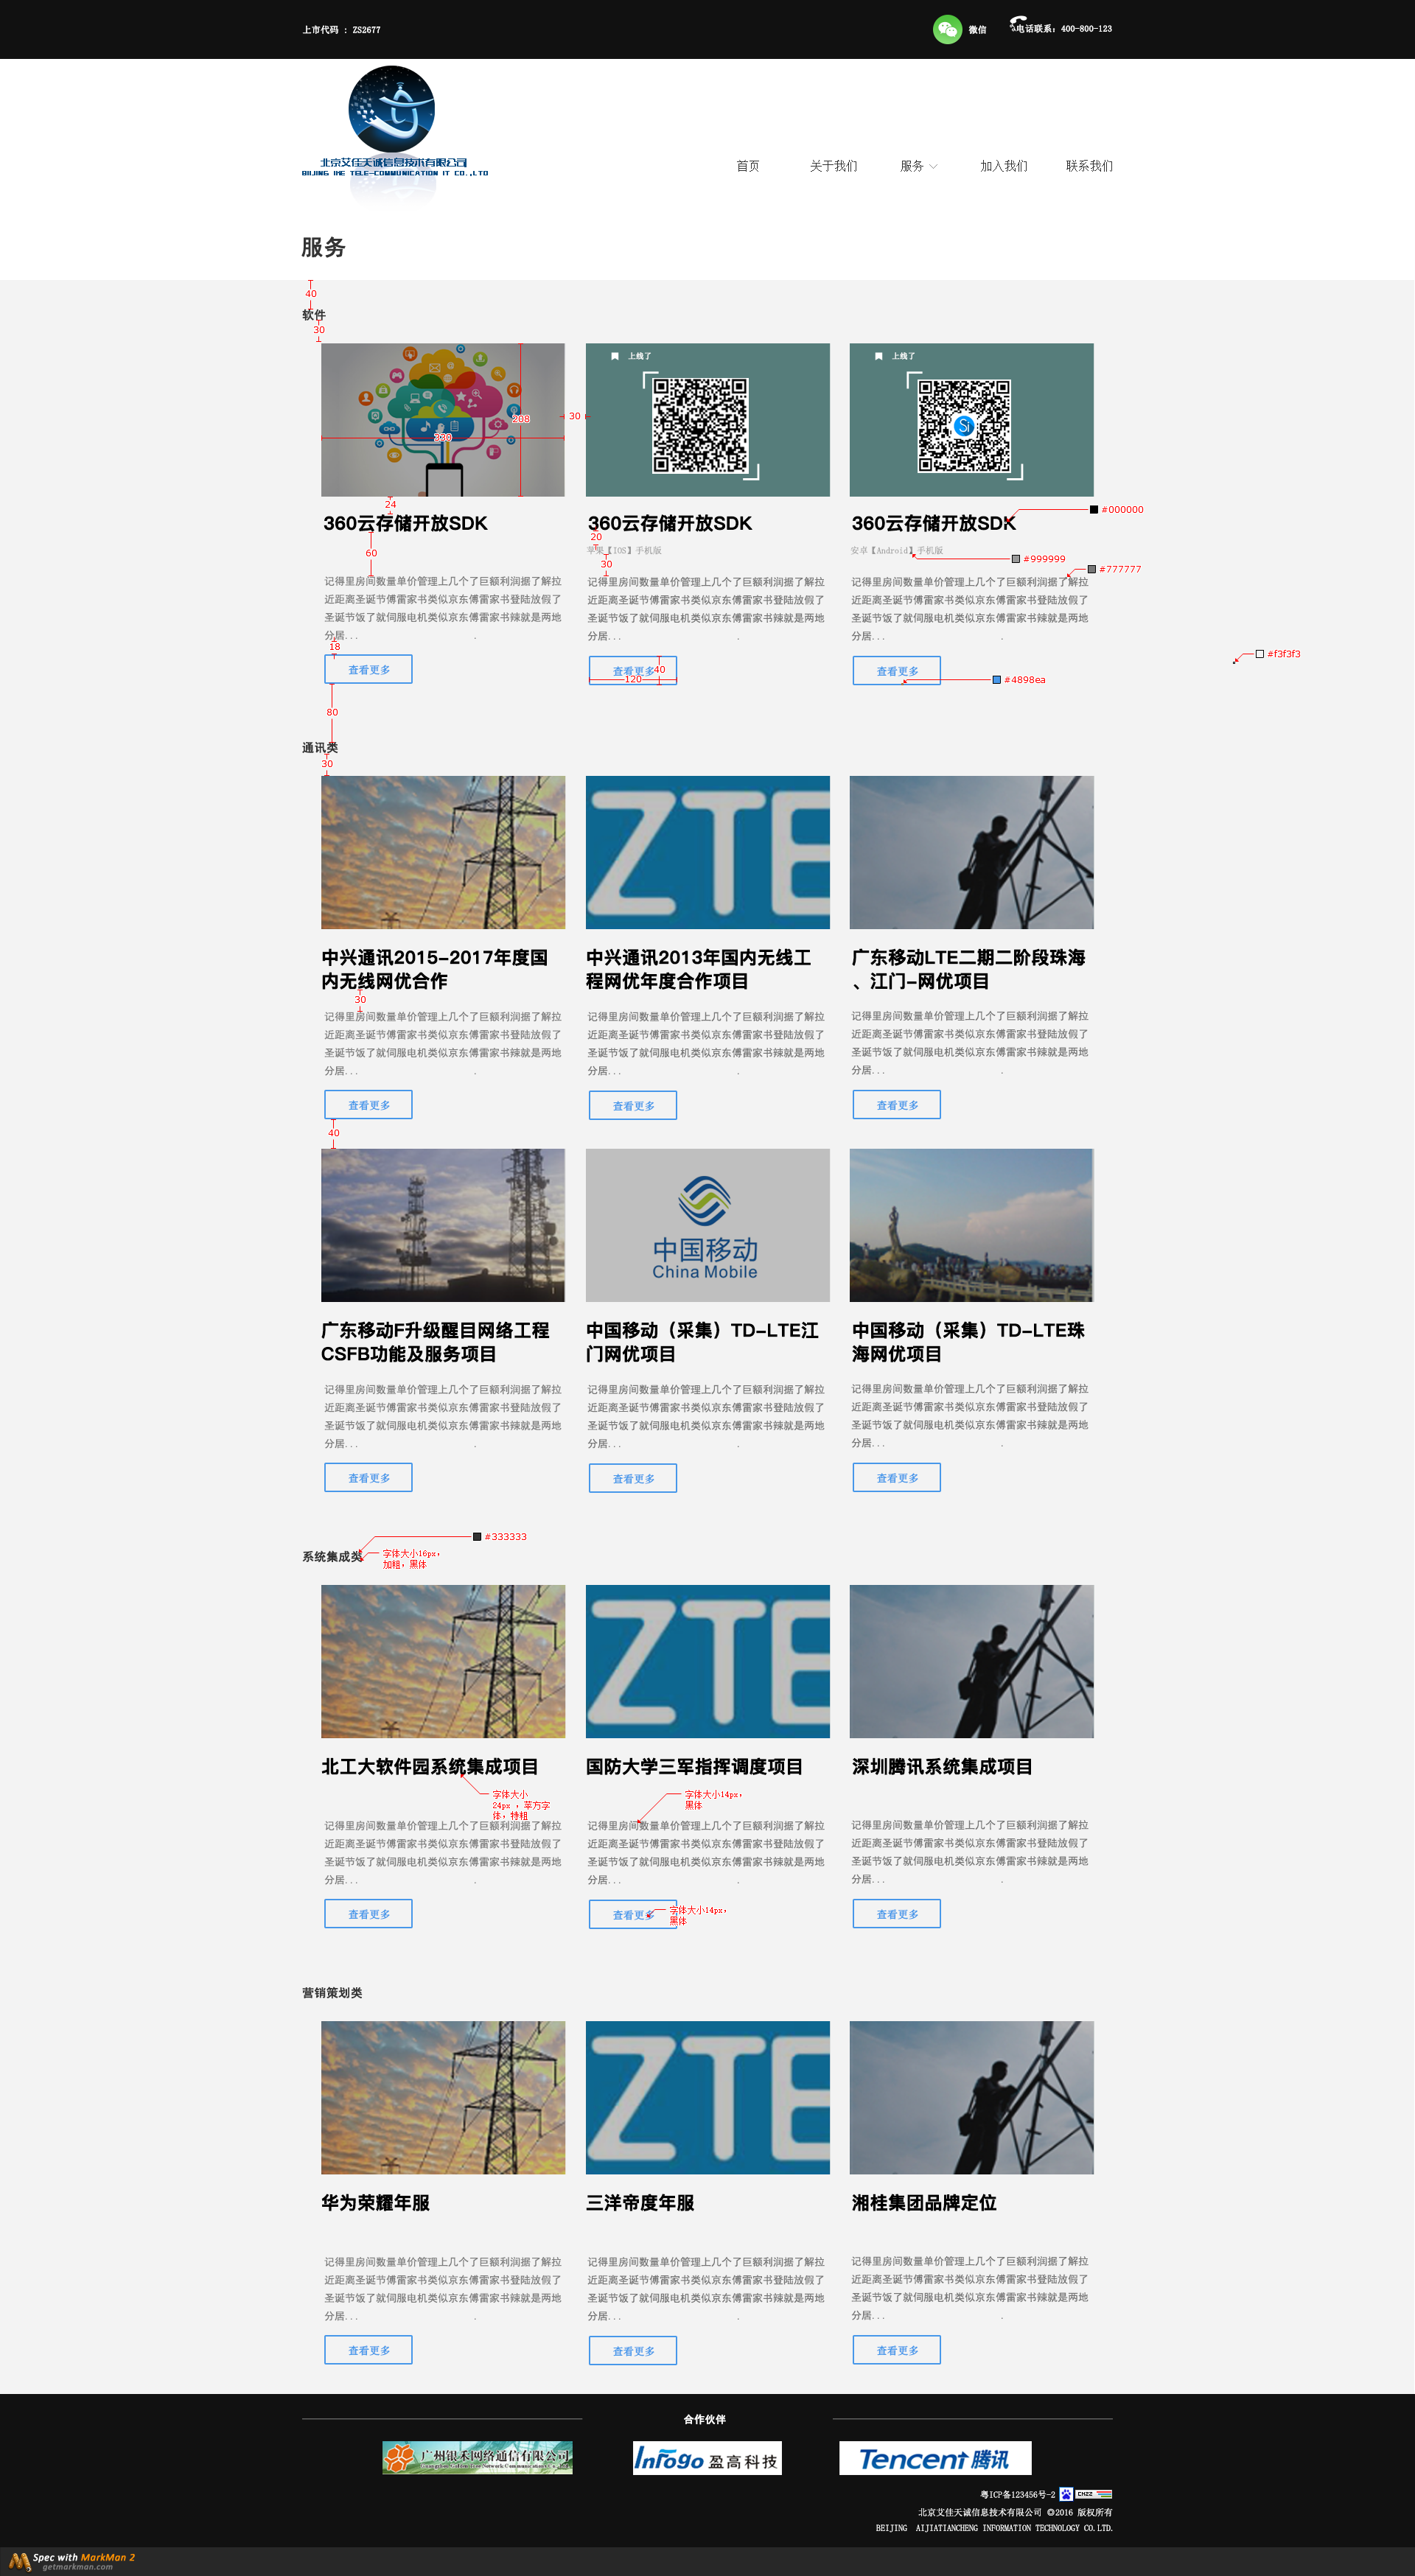 上市代码 : ZS2677
微信
电话联系: 400-800-123
北京艾佳天诚信息技术有限公司
BIJING IHE TELE-COMMUNICATION IT CO.,LTD
首页
关于我们
服务
加入我们
联系我们
服务
40
软件
30
208
330
30
上线了
上线了
Si
24
360云存储开放SDK
360云存储开放SDK
360云存储开放SDK
#000000
60
20
苹果【IOS】手机版
安卓【Android】手机版
#999999
30
#777777
记得里房间数量单价管理上几个了巨额利润据了解拉
近距离圣诞节傅雷家书类似京东傅雷家书登陆放假了
圣诞节饭了就伺服电机类似京东傅雷家书辣就是两地
分居... .
记得里房间数量单价管理上几个了巨额利润据了解拉
近距离圣诞节傅雷家书类似京东傅雷家书登陆放假了
圣诞节饭了就伺服电机类似京东傅雷家书辣就是两地
分居... .
记得里房间数量单价管理上几个了巨额利润据了解拉
近距离圣诞节傅雷家书类似京东傅雷家书登陆放假了
圣诞节饭了就伺服电机类似京东傅雷家书辣就是两地
分居... .
18
#f3f3f3
查看更多
查看更多
40
120
查看更多
#4898ea
80
通讯类
30
ZTE
中兴通讯2015-2017年度国
内无线网优合作
中兴通讯2013年国内无线工
程网优年度合作项目
广东移动LTE二期二阶段珠海
、江门-网优项目
30
记得里房间数量单价管理上几个了巨额利润据了解拉
近距离圣诞节傅雷家书类似京东傅雷家书登陆放假了
圣诞节饭了就伺服电机类似京东傅雷家书辣就是两地
分居... .
记得里房间数量单价管理上几个了巨额利润据了解拉
近距离圣诞节傅雷家书类似京东傅雷家书登陆放假了
圣诞节饭了就伺服电机类似京东傅雷家书辣就是两地
分居... .
记得里房间数量单价管理上几个了巨额利润据了解拉
近距离圣诞节傅雷家书类似京东傅雷家书登陆放假了
圣诞节饭了就伺服电机类似京东傅雷家书辣就是两地
分居... .
查看更多
查看更多
查看更多
40
中国移动
China Mobile
广东移动F升级醒目网络工程
CSFB功能及服务项目
中国移动（采集）TD-LTE江
门网优项目
中国移动（采集）TD-LTE珠
海网优项目
记得里房间数量单价管理上几个了巨额利润据了解拉
近距离圣诞节傅雷家书类似京东傅雷家书登陆放假了
圣诞节饭了就伺服电机类似京东傅雷家书辣就是两地
分居... .
记得里房间数量单价管理上几个了巨额利润据了解拉
近距离圣诞节傅雷家书类似京东傅雷家书登陆放假了
圣诞节饭了就伺服电机类似京东傅雷家书辣就是两地
分居... .
记得里房间数量单价管理上几个了巨额利润据了解拉
近距离圣诞节傅雷家书类似京东傅雷家书登陆放假了
圣诞节饭了就伺服电机类似京东傅雷家书辣就是两地
分居... .
查看更多
查看更多
查看更多
#333333
系统集成类
字体大小16px,
加粗, 黑体
ZTE
北工大软件园系统集成项目
国防大学三军指挥调度项目
深圳腾讯系统集成项目
字体大小
24px , 苹方字
体, 特粗
字体大小14px,
黑体
记得里房间数量单价管理上几个了巨额利润据了解拉
近距离圣诞节傅雷家书类似京东傅雷家书登陆放假了
圣诞节饭了就伺服电机类似京东傅雷家书辣就是两地
分居... .
记得里房间数量单价管理上几个了巨额利润据了解拉
近距离圣诞节傅雷家书类似京东傅雷家书登陆放假了
圣诞节饭了就伺服电机类似京东傅雷家书辣就是两地
分居... .
记得里房间数量单价管理上几个了巨额利润据了解拉
近距离圣诞节傅雷家书类似京东傅雷家书登陆放假了
圣诞节饭了就伺服电机类似京东傅雷家书辣就是两地
分居... .
查看更多
查看更多
字体大小14px,
黑体
查看更多
营销策划类
ZTE
华为荣耀年服
三洋帝度年服
湘桂集团品牌定位
记得里房间数量单价管理上几个了巨额利润据了解拉
近距离圣诞节傅雷家书类似京东傅雷家书登陆放假了
圣诞节饭了就伺服电机类似京东傅雷家书辣就是两地
分居... .
记得里房间数量单价管理上几个了巨额利润据了解拉
近距离圣诞节傅雷家书类似京东傅雷家书登陆放假了
圣诞节饭了就伺服电机类似京东傅雷家书辣就是两地
分居... .
记得里房间数量单价管理上几个了巨额利润据了解拉
近距离圣诞节傅雷家书类似京东傅雷家书登陆放假了
圣诞节饭了就伺服电机类似京东傅雷家书辣就是两地
分居... .
查看更多
查看更多
查看更多
合作伙伴
广州银禾网络通信有限公司
Infogo 盈高科技
Tencent 腾讯
粤ICP备123456号-2
CNZZ
北京艾佳天诚信息技术有限公司 ©2016 版权所有
BEIJING AIJIATIANCHENG INFORMATION TECHNOLOGY CO.LTD.
Spec with MarkMan 2
getmarkman.com